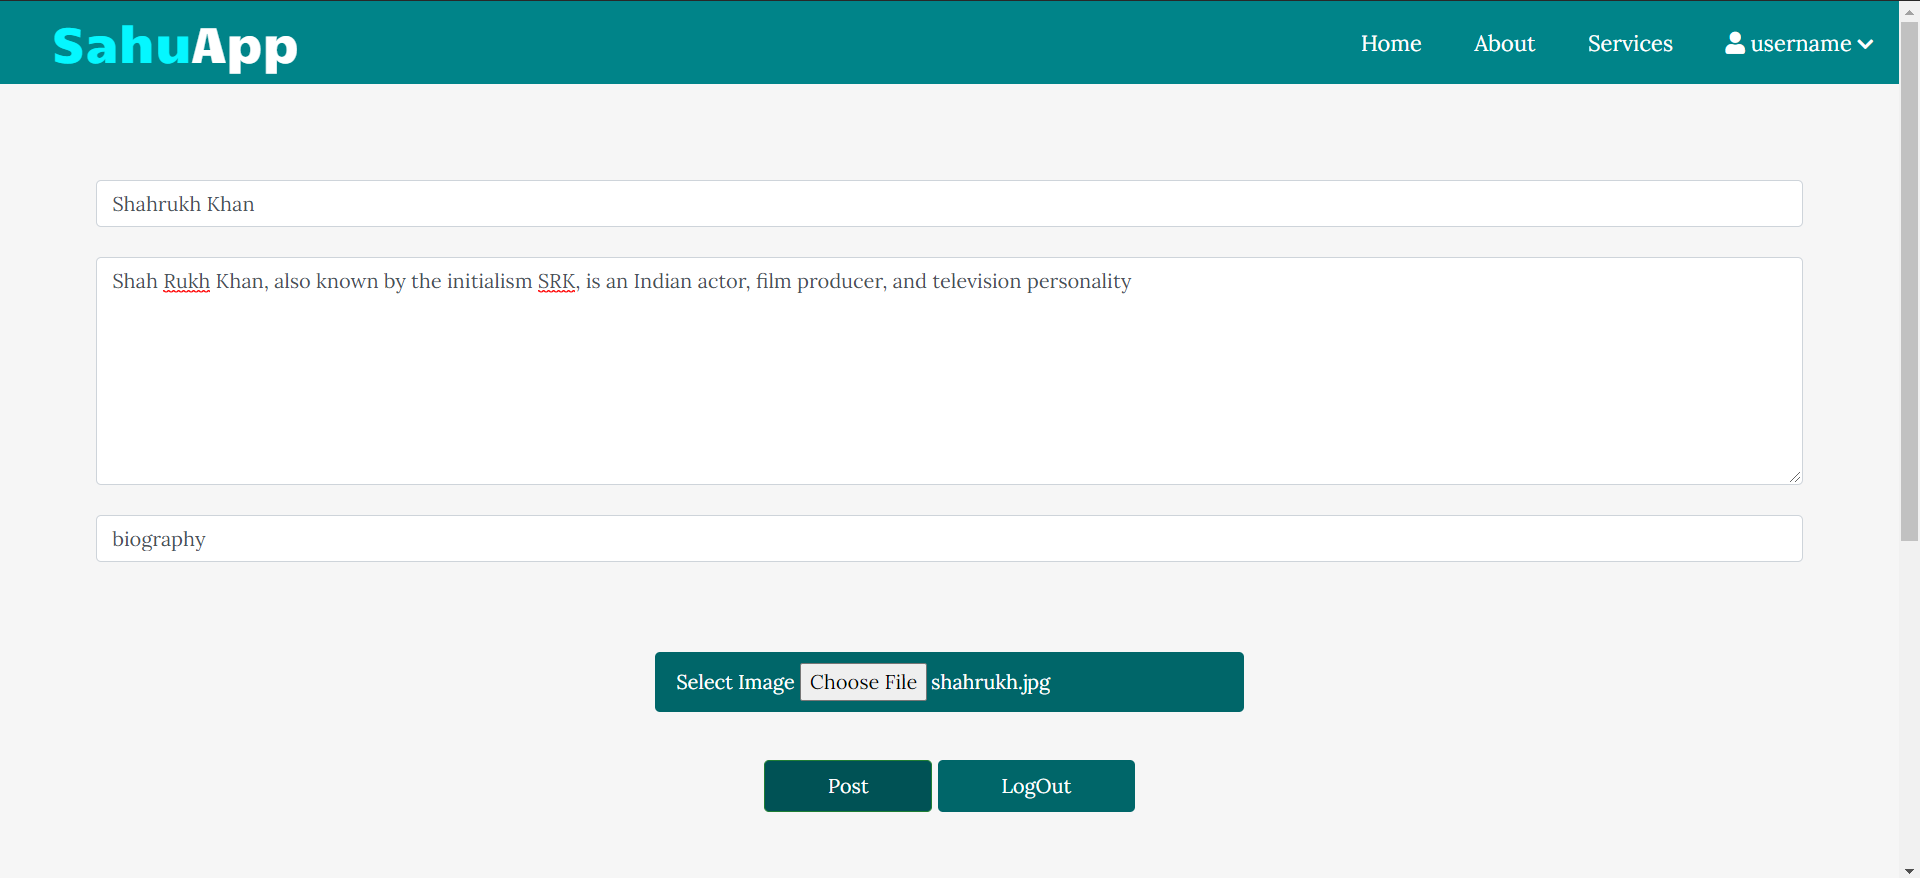 SahuApp
Home About Services username
Shahrukh Khan
Shah Rukh Khan, also known by the initialism SRK, is an Indian actor, film producer, and television personality
biography
Select Image Choose File shahrukh.jpg
Post LogOut